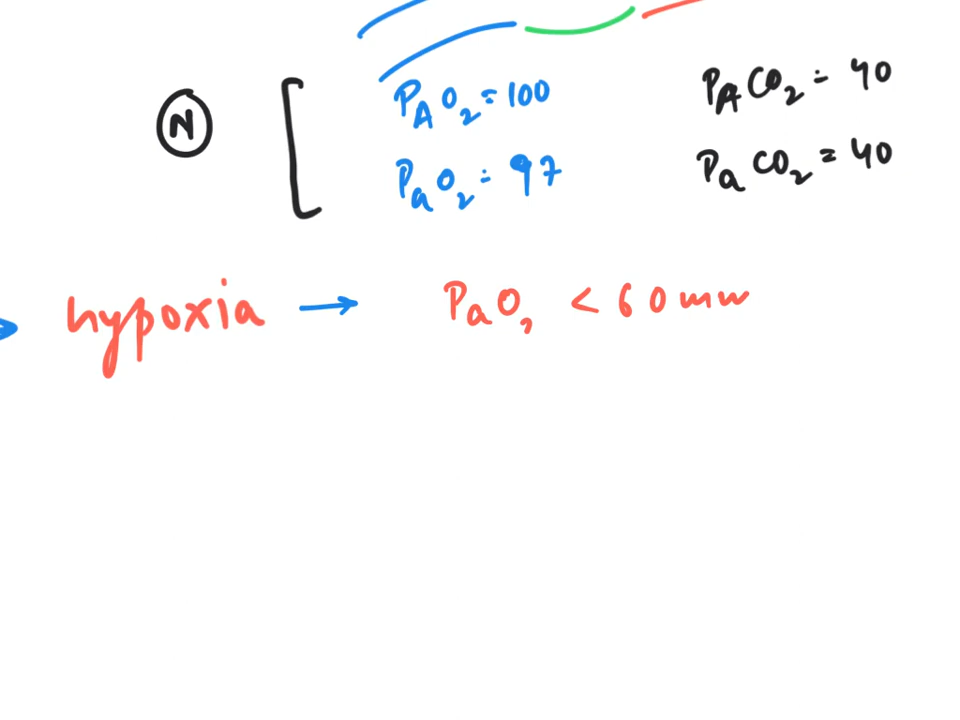 N
PAO2 = 100 PACO2 = 40
PaO2 = 97 PaCO2 = 40
hypoxia → PaO2 < 60 mm